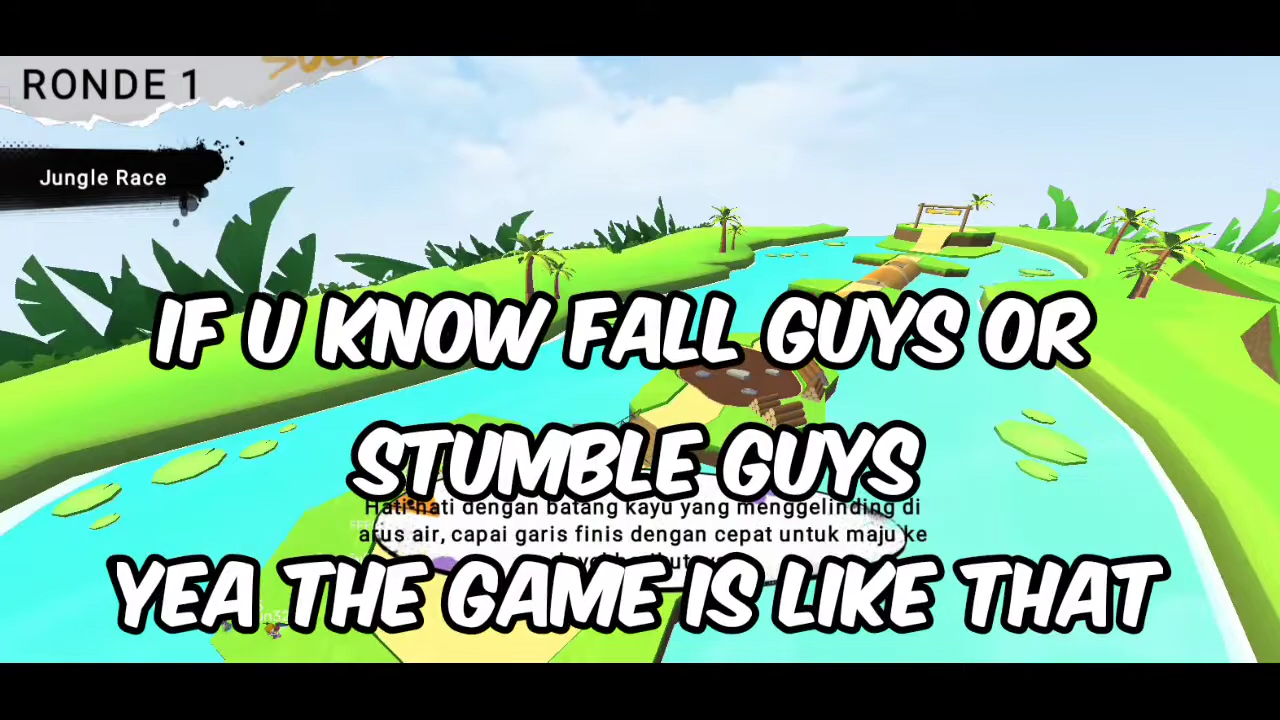 RONDE 1
Jungle Race
IF U KNOW FALL GUYS OR
STUMBLE GUYS
Hati-hati dengan batang kayu yang menggelinding di
arus air, capai garis finis dengan cepat untuk maju ke
YEA THE GAME IS LIKE THAT